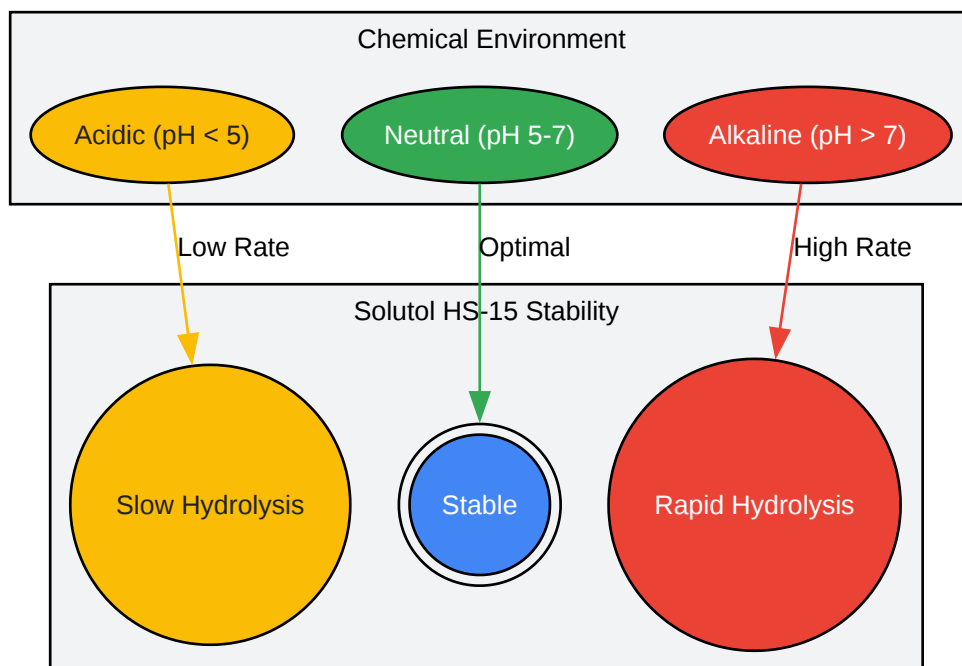 Chemical Environment
Acidic (pH < 5)
Neutral (pH 5-7)
Alkaline (pH > 7)
Low Rate
Optimal
High Rate
Solutol HS-15 Stability
Slow Hydrolysis
Stable
Rapid Hydrolysis